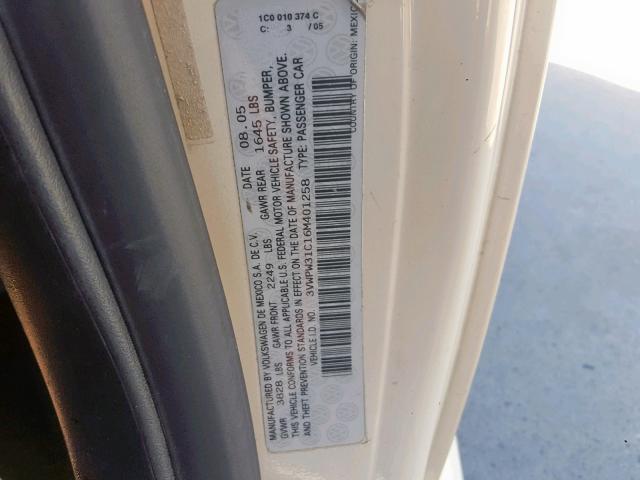 1C0 010 374 C
C: 3 /05
MANUFACTURED BY VOLKSWAGEN DE MEXICO S.A. DE C.V. DATE 08.05
GVWR 3828 LBS GAWR FRONT 2249 LBS GAWR REAR 1645 LBS
THIS VEHICLE CONFORMS TO ALL APPLICABLE U.S. FEDERAL MOTOR VEHICLE SAFETY, BUMPER,
AND THEFT PREVENTION STANDARDS IN EFFECT ON THE DATE OF MANUFACTURE SHOWN ABOVE.
VEHICLE I.D. NO. 3VWPW31C16M401258 TYPE: PASSENGER CAR
COUNTRY OF ORIGIN: MEXICO